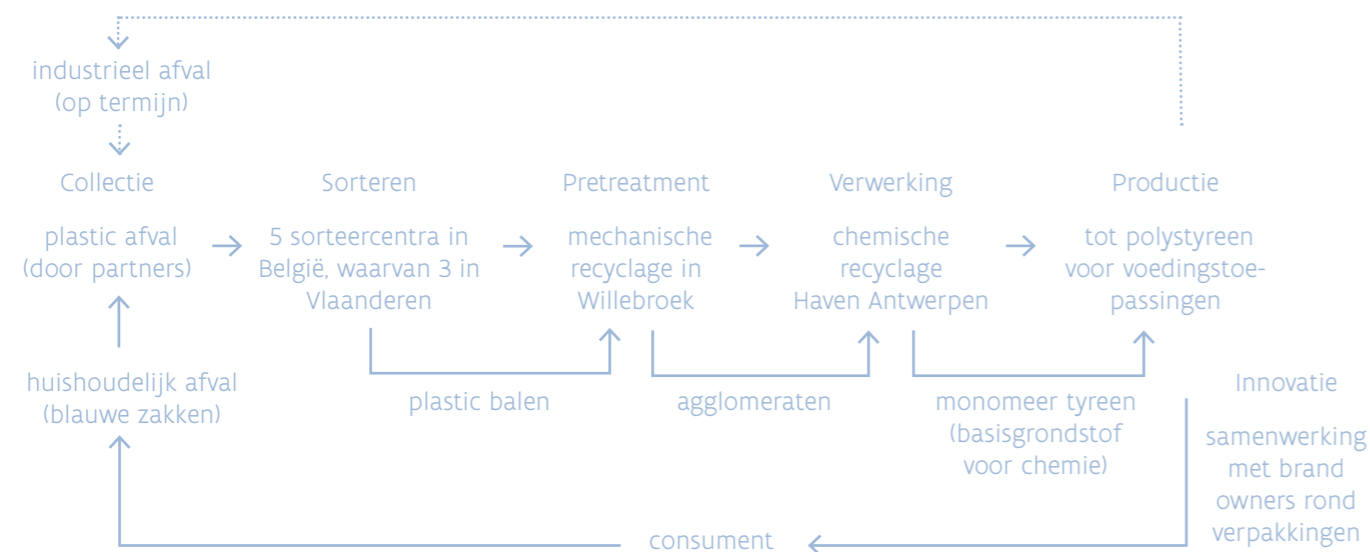 industrieel afval
(op termijn)
Collectie
plastic afval
(door partners)
huishoudelijk afval
(blauwe zakken)
Sorteren
5 sorteercentra in
België, waarvan 3 in
Vlaanderen
plastic balen
Pretreatment
mechanische
recyclage in
Willebroek
agglomeraten
Verwerking
chemische
recyclage
Haven Antwerpen
monomeer tyreen
(basisgrondstof
voor chemie)
Productie
tot polystyreen
voor voedingstoe-
passingen
Innovatie
samenwerking
met brand
owners rond
verpakkingen
consument